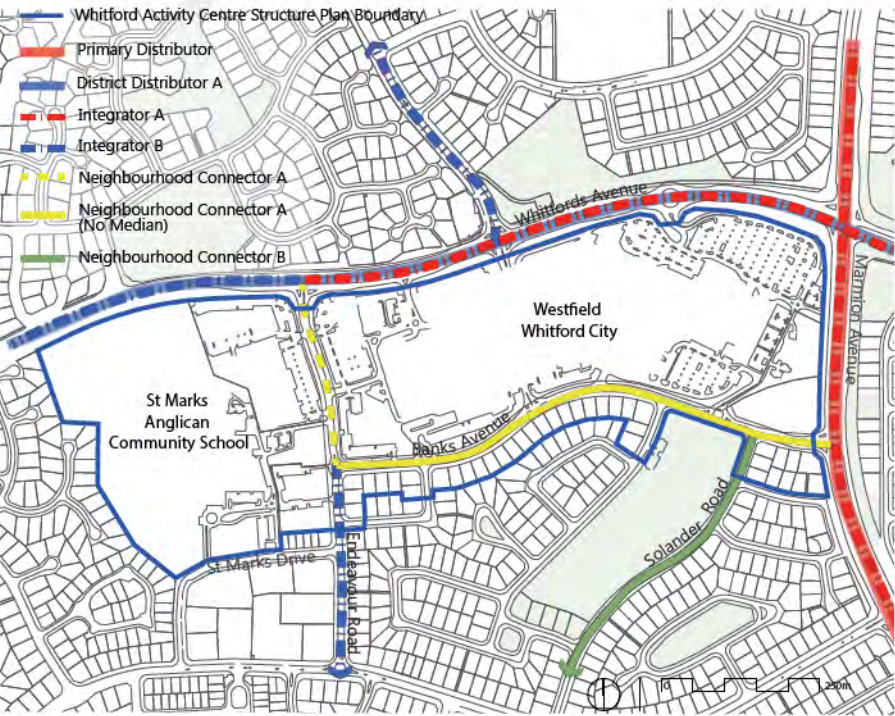 Whitford Activity Centre Structure Plan Boundary
Primary Distributor
District Distributor A
Integrator A
Integrator B
Neighbourhood Connector A
Neighbourhood Connector A
(No Median)
Neighbourhood Connector B
Whitfords Avenue
Westfield
Whitford City
Marmion Avenue
St Marks
Anglican
Community School
Banks Avenue
Solander Road
St Marks Drive
Endeavour Road
0
250m